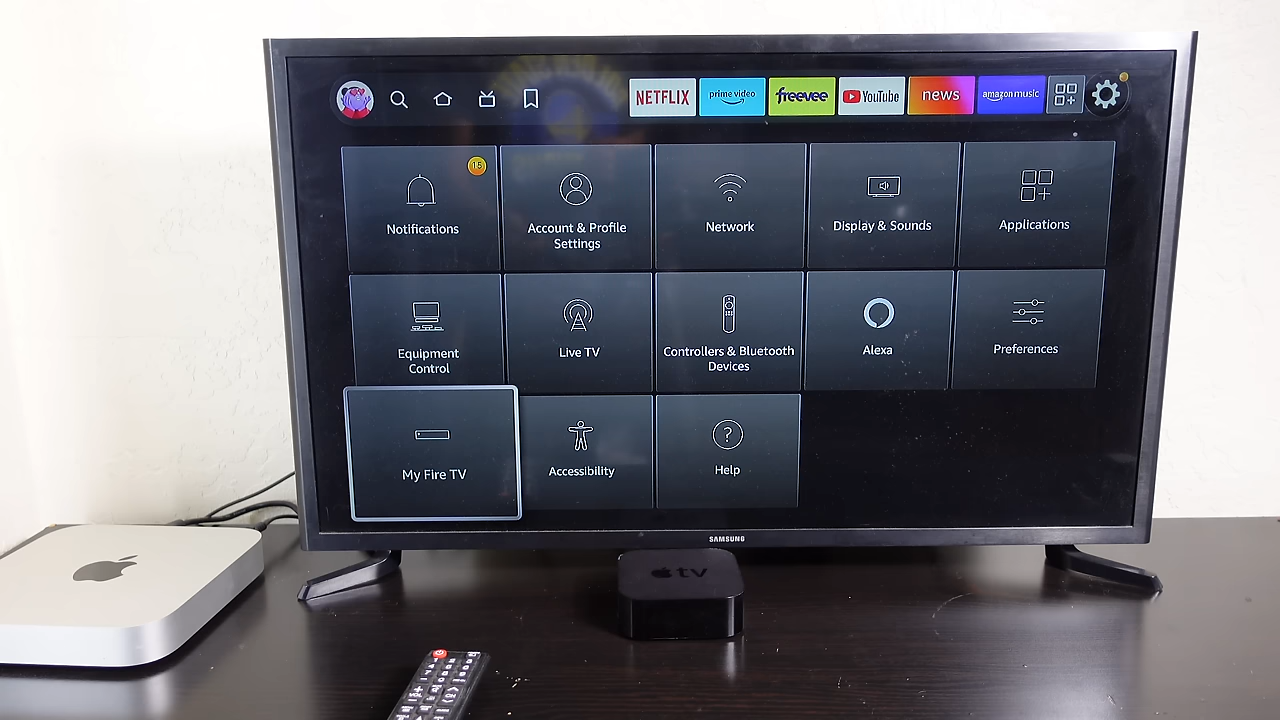 NETFLIX
prime video
freevee
YouTube
news
amazon music
15
Notifications
Account & Profile
Settings
Network
Display & Sounds
Applications
Equipment
Control
Live TV
Controllers & Bluetooth
Devices
Alexa
Preferences
My Fire TV
Accessibility
?
Help
SAMSUNG
tv